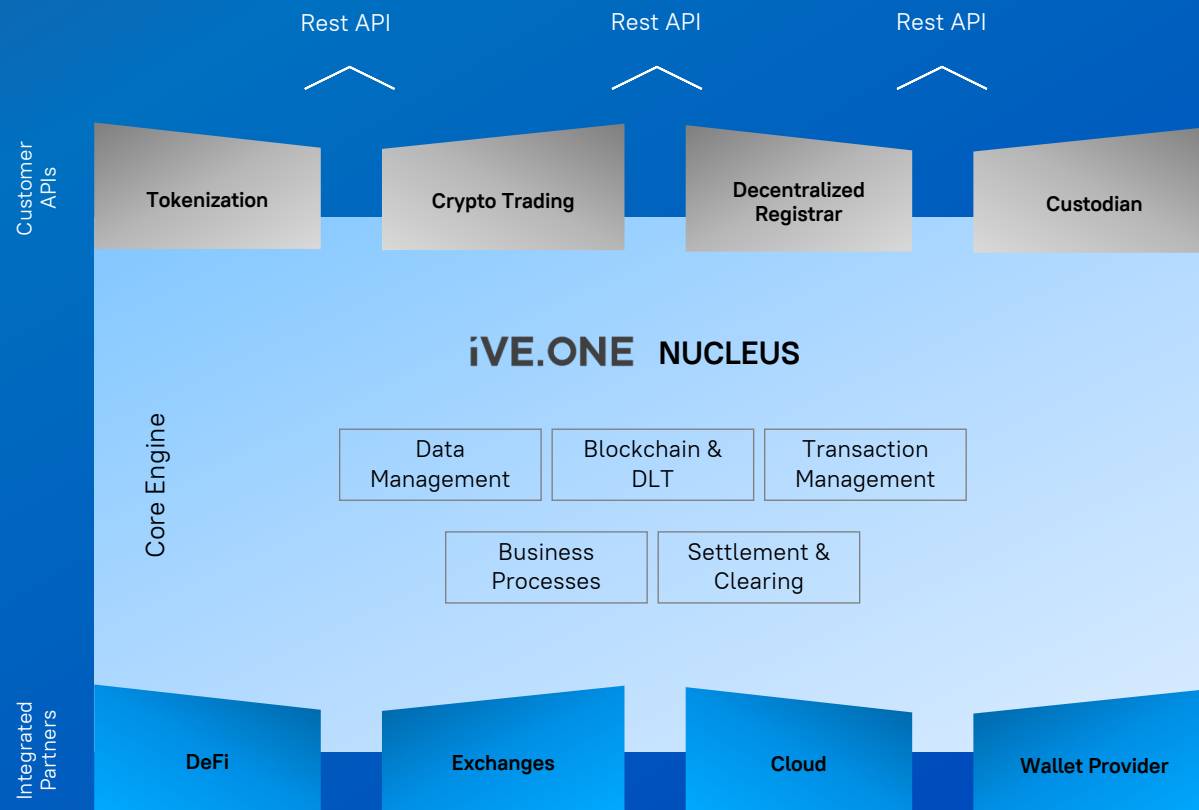 Rest API
Rest API
Rest API
Customer
APIs
Tokenization
Crypto Trading
Decentralized
Registrar
Custodian
iVE.ONE NUCLEUS
Core Engine
Data
Management
Blockchain &
DLT
Transaction
Management
Business
Processes
Settlement &
Clearing
Integrated
Partners
DeFi
Exchanges
Cloud
Wallet Provider